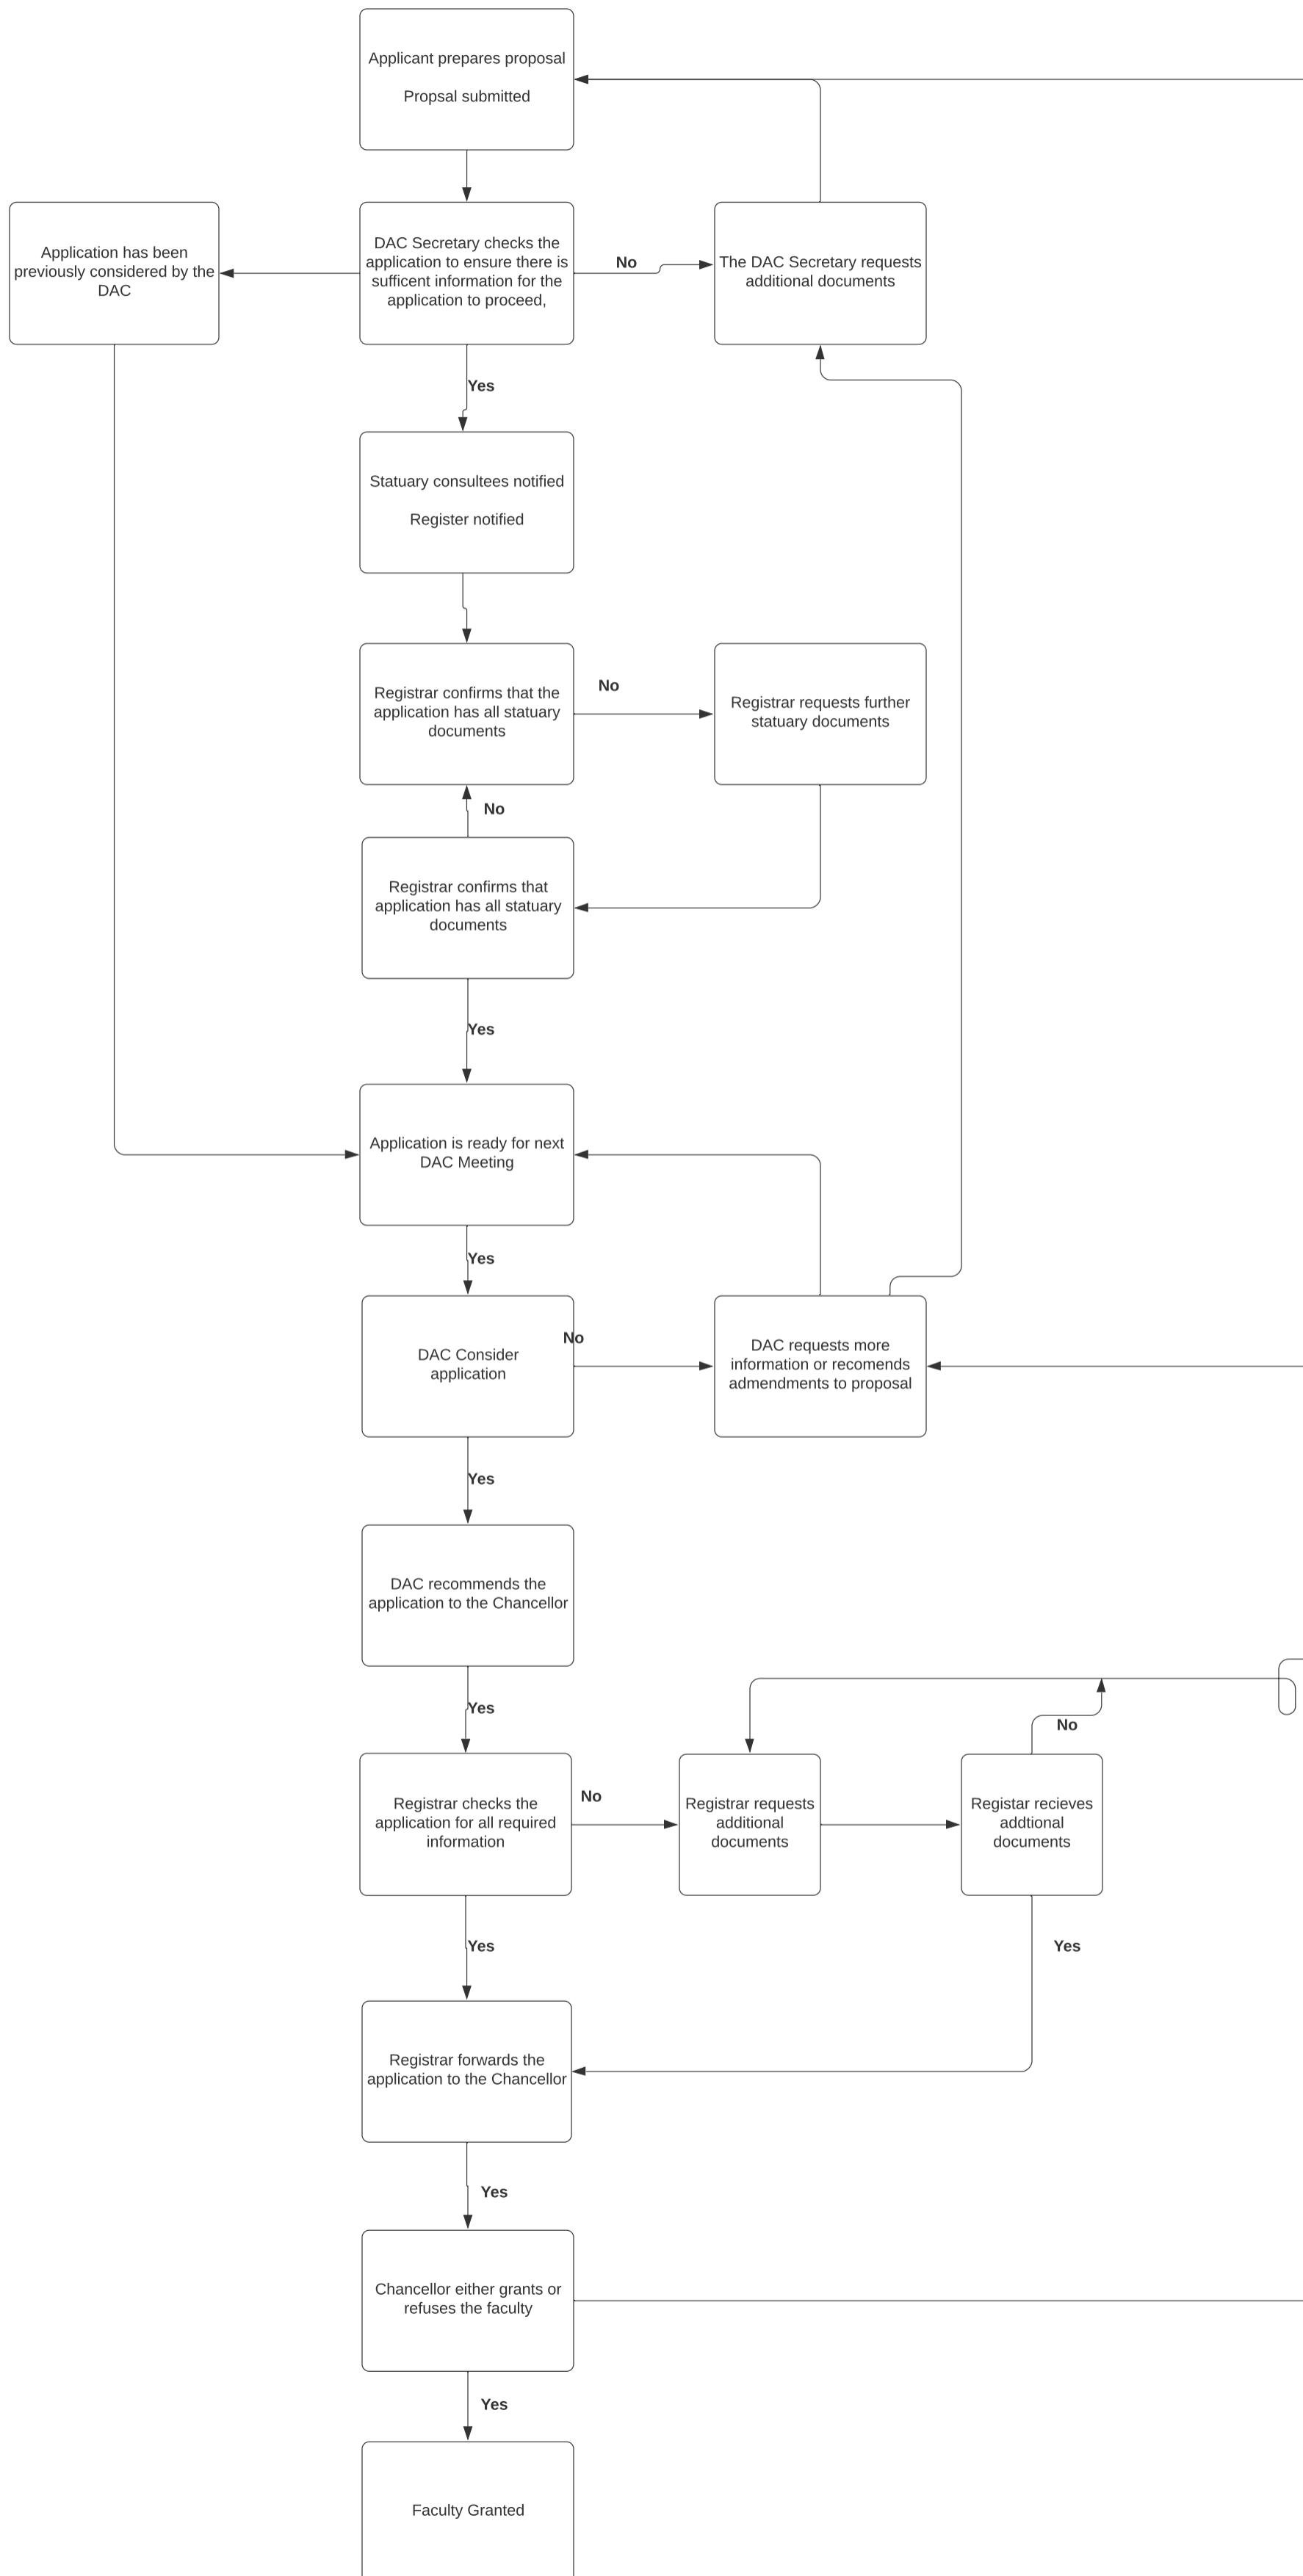 Applicant prepares proposal
Propsal submitted
Application has been
previously considered by the
DAC
DAC Secretary checks the
application to ensure there is
sufficent information for the
application to proceed,
No
The DAC Secretary requests
additional documents
Yes
Statuary consultees notified
Register notified
Registrar confirms that the
application has all statuary
documents
No
Registrar requests further
statuary documents
No
Registrar confirms that
application has all statuary
documents
Yes
Application is ready for next
DAC Meeting
Yes
DAC Consider
application
No
DAC requests more
information or recomends
admendments to proposal
Yes
DAC recommends the
application to the Chancellor
Yes
No
Registrar checks the
application for all required
information
No
Registrar requests
additional
documents
Registar recieves
addtional
documents
Yes
Yes
Registrar forwards the
application to the Chancellor
Yes
Chancellor either grants or
refuses the faculty
Yes
Faculty Granted